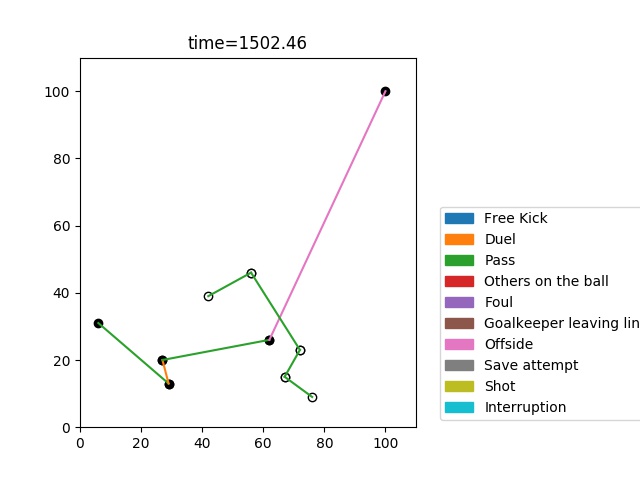 time=1502.46
100
80
60
40
20
0
0 20 40 60 80 100
Free Kick
Duel
Pass
Others on the ball
Foul
Goalkeeper leaving lin
Offside
Save attempt
Shot
Interruption